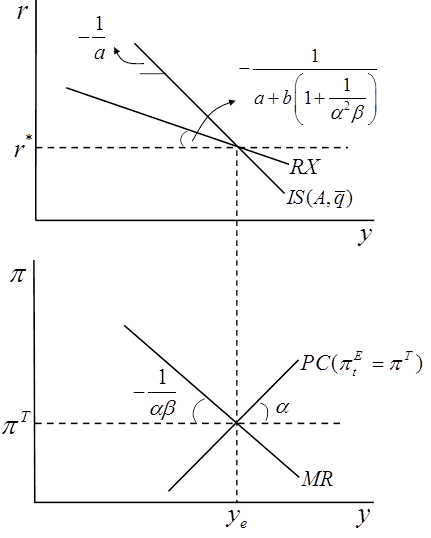 r
-1/a
-1/(a+b(1+1/(α²β)))
r*
RX
IS(A, q̅)
y
π
PC(π_t^E = π^T)
-1/(αβ)
α
π^T
MR
y_e
y